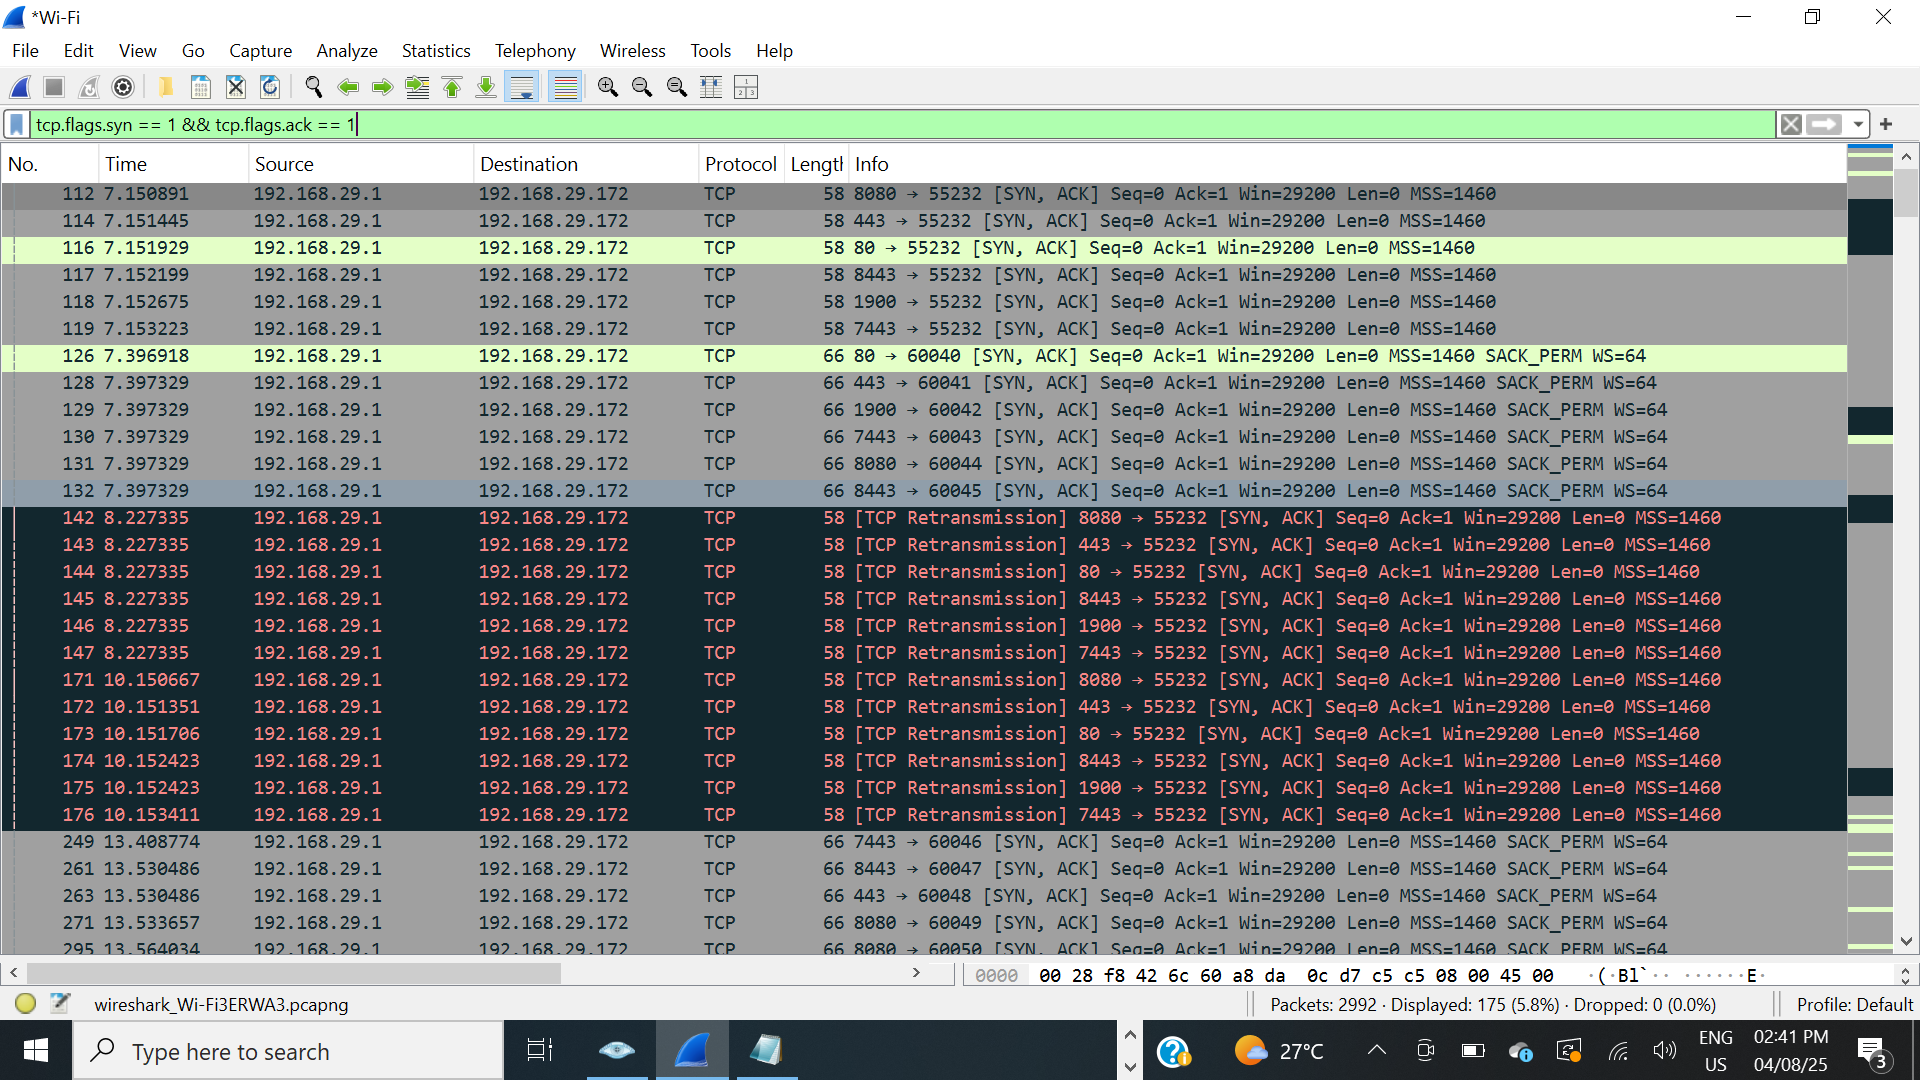 *Wi-Fi
File Edit View Go Capture Analyze Statistics Telephony Wireless Tools Help
tcp.flags.syn == 1 && tcp.flags.ack == 1
No. Time Source Destination Protocol Length Info
112 7.150891 192.168.29.1 192.168.29.172 TCP 58 8080 → 55232 [SYN, ACK] Seq=0 Ack=1 Win=29200 Len=0 MSS=1460
114 7.151445 192.168.29.1 192.168.29.172 TCP 58 443 → 55232 [SYN, ACK] Seq=0 Ack=1 Win=29200 Len=0 MSS=1460
116 7.151929 192.168.29.1 192.168.29.172 TCP 58 80 → 55232 [SYN, ACK] Seq=0 Ack=1 Win=29200 Len=0 MSS=1460
117 7.152199 192.168.29.1 192.168.29.172 TCP 58 8443 → 55232 [SYN, ACK] Seq=0 Ack=1 Win=29200 Len=0 MSS=1460
118 7.152675 192.168.29.1 192.168.29.172 TCP 58 1900 → 55232 [SYN, ACK] Seq=0 Ack=1 Win=29200 Len=0 MSS=1460
119 7.153223 192.168.29.1 192.168.29.172 TCP 58 7443 → 55232 [SYN, ACK] Seq=0 Ack=1 Win=29200 Len=0 MSS=1460
126 7.396918 192.168.29.1 192.168.29.172 TCP 66 80 → 60040 [SYN, ACK] Seq=0 Ack=1 Win=29200 Len=0 MSS=1460 SACK_PERM WS=64
128 7.397329 192.168.29.1 192.168.29.172 TCP 66 443 → 60041 [SYN, ACK] Seq=0 Ack=1 Win=29200 Len=0 MSS=1460 SACK_PERM WS=64
129 7.397329 192.168.29.1 192.168.29.172 TCP 66 1900 → 60042 [SYN, ACK] Seq=0 Ack=1 Win=29200 Len=0 MSS=1460 SACK_PERM WS=64
130 7.397329 192.168.29.1 192.168.29.172 TCP 66 7443 → 60043 [SYN, ACK] Seq=0 Ack=1 Win=29200 Len=0 MSS=1460 SACK_PERM WS=64
131 7.397329 192.168.29.1 192.168.29.172 TCP 66 8080 → 60044 [SYN, ACK] Seq=0 Ack=1 Win=29200 Len=0 MSS=1460 SACK_PERM WS=64
132 7.397329 192.168.29.1 192.168.29.172 TCP 66 8443 → 60045 [SYN, ACK] Seq=0 Ack=1 Win=29200 Len=0 MSS=1460 SACK_PERM WS=64
142 8.227335 192.168.29.1 192.168.29.172 TCP 58 [TCP Retransmission] 8080 → 55232 [SYN, ACK] Seq=0 Ack=1 Win=29200 Len=0 MSS=1460
143 8.227335 192.168.29.1 192.168.29.172 TCP 58 [TCP Retransmission] 443 → 55232 [SYN, ACK] Seq=0 Ack=1 Win=29200 Len=0 MSS=1460
144 8.227335 192.168.29.1 192.168.29.172 TCP 58 [TCP Retransmission] 80 → 55232 [SYN, ACK] Seq=0 Ack=1 Win=29200 Len=0 MSS=1460
145 8.227335 192.168.29.1 192.168.29.172 TCP 58 [TCP Retransmission] 8443 → 55232 [SYN, ACK] Seq=0 Ack=1 Win=29200 Len=0 MSS=1460
146 8.227335 192.168.29.1 192.168.29.172 TCP 58 [TCP Retransmission] 1900 → 55232 [SYN, ACK] Seq=0 Ack=1 Win=29200 Len=0 MSS=1460
147 8.227335 192.168.29.1 192.168.29.172 TCP 58 [TCP Retransmission] 7443 → 55232 [SYN, ACK] Seq=0 Ack=1 Win=29200 Len=0 MSS=1460
171 10.150667 192.168.29.1 192.168.29.172 TCP 58 [TCP Retransmission] 8080 → 55232 [SYN, ACK] Seq=0 Ack=1 Win=29200 Len=0 MSS=1460
172 10.151351 192.168.29.1 192.168.29.172 TCP 58 [TCP Retransmission] 443 → 55232 [SYN, ACK] Seq=0 Ack=1 Win=29200 Len=0 MSS=1460
173 10.151706 192.168.29.1 192.168.29.172 TCP 58 [TCP Retransmission] 80 → 55232 [SYN, ACK] Seq=0 Ack=1 Win=29200 Len=0 MSS=1460
174 10.152423 192.168.29.1 192.168.29.172 TCP 58 [TCP Retransmission] 8443 → 55232 [SYN, ACK] Seq=0 Ack=1 Win=29200 Len=0 MSS=1460
175 10.152423 192.168.29.1 192.168.29.172 TCP 58 [TCP Retransmission] 1900 → 55232 [SYN, ACK] Seq=0 Ack=1 Win=29200 Len=0 MSS=1460
176 10.153411 192.168.29.1 192.168.29.172 TCP 58 [TCP Retransmission] 7443 → 55232 [SYN, ACK] Seq=0 Ack=1 Win=29200 Len=0 MSS=1460
249 13.408774 192.168.29.1 192.168.29.172 TCP 66 7443 → 60046 [SYN, ACK] Seq=0 Ack=1 Win=29200 Len=0 MSS=1460 SACK_PERM WS=64
261 13.530486 192.168.29.1 192.168.29.172 TCP 66 8443 → 60047 [SYN, ACK] Seq=0 Ack=1 Win=29200 Len=0 MSS=1460 SACK_PERM WS=64
263 13.530486 192.168.29.1 192.168.29.172 TCP 66 443 → 60048 [SYN, ACK] Seq=0 Ack=1 Win=29200 Len=0 MSS=1460 SACK_PERM WS=64
271 13.533657 192.168.29.1 192.168.29.172 TCP 66 8080 → 60049 [SYN, ACK] Seq=0 Ack=1 Win=29200 Len=0 MSS=1460 SACK_PERM WS=64
295 13.564034 192.168.29.1 192.168.29.172 TCP 66 8080 → 60050 [SYN, ACK] Seq=0 Ack=1 Win=29200 Len=0 MSS=1460 SACK_PERM WS=64
0000 00 28 f8 42 6c 60 a8 da 0c d7 c5 c5 08 00 45 00 ·(·Bl`·· ······E·
wireshark_Wi-Fi3ERWA3.pcapng Packets: 2992 · Displayed: 175 (5.8%) · Dropped: 0 (0.0%) Profile: Default
Type here to search 27°C ENG 02:41 PM
US 04/08/25 3